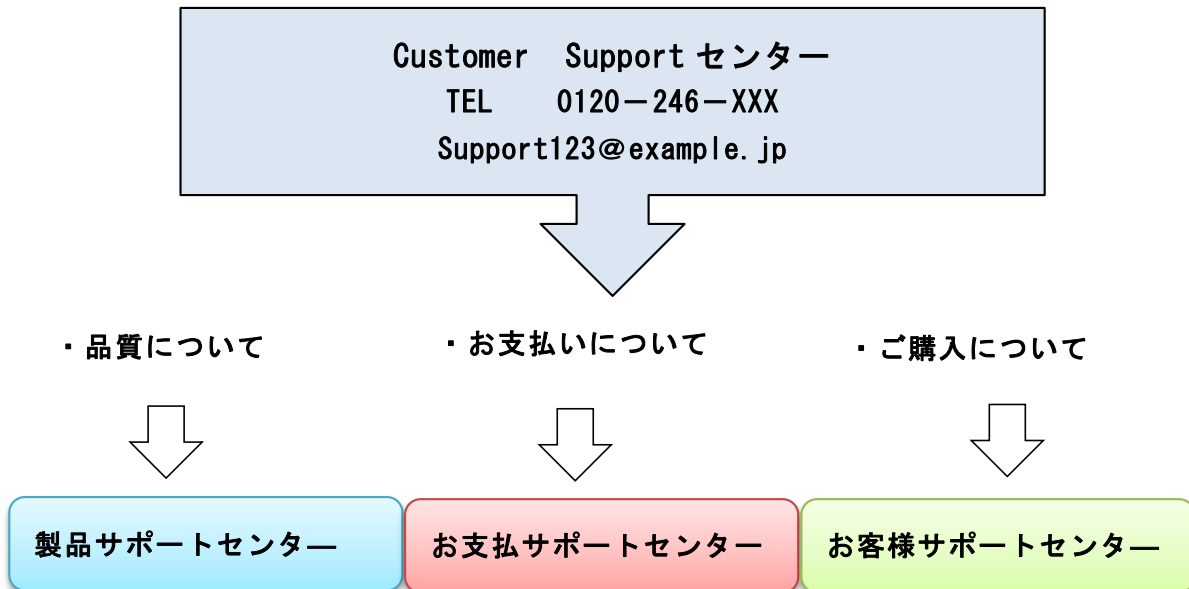 Customer　Support センター
TEL　　0120－246－XXX
Support123＠example.jp
・品質について
・お支払いについて
・ご購入について
製品サポートセンター
お支払サポートセンター
お客様サポートセンター